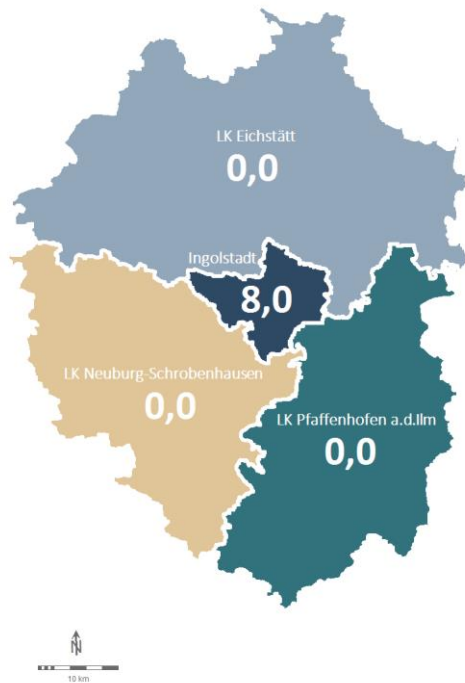 LK Eichstätt
0,0
Ingolstadt
8,0
LK Neuburg-Schrobenhausen
0,0
LK Pfaffenhofen a.d.Ilm
0,0
N
10 km